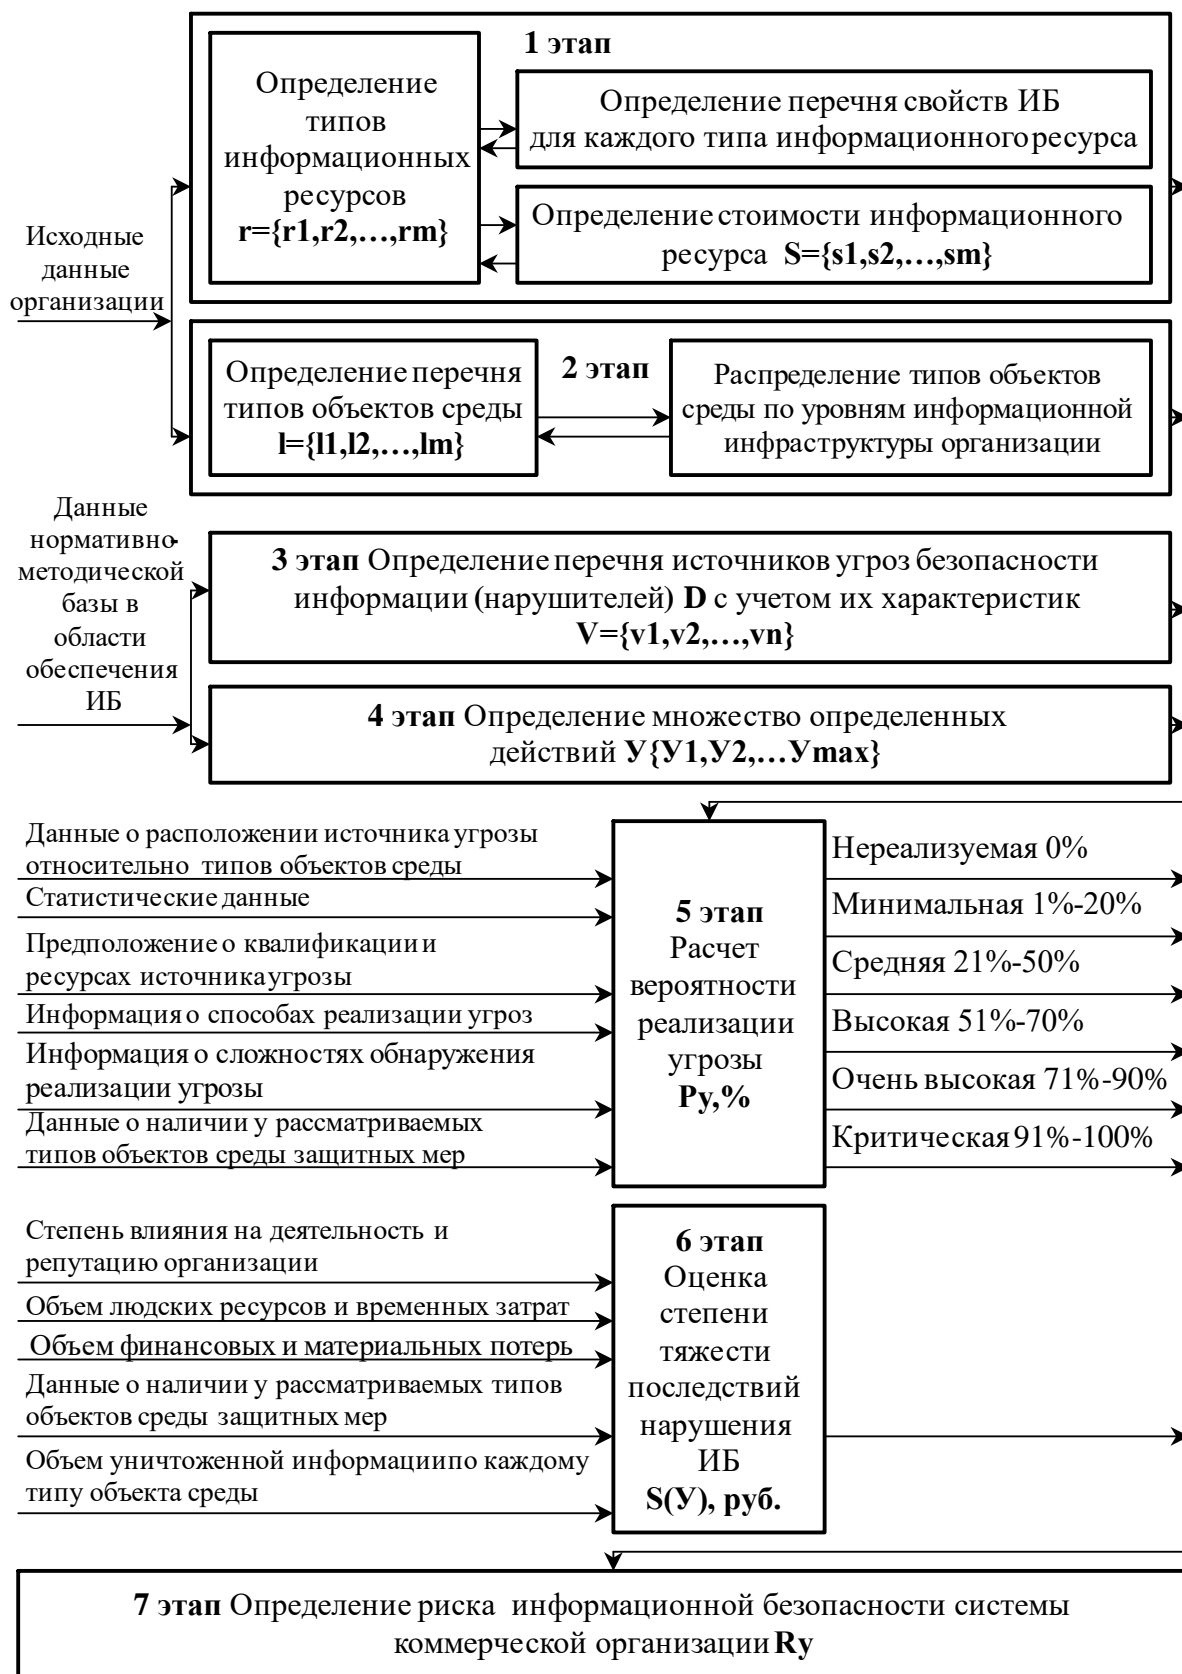 1 этап
Определение
типов
информационных
ресурсов
r={r1,r2,…,rm}
Определение перечня свойств ИБ
для каждого типа информационного ресурса
Определение стоимости информационного
ресурса S={s1,s2,…,sm}
Исходные
данные
организации
Определение перечня
типов объектов среды
l={l1,l2,…,lm}
2 этап
Распределение типов объектов
среды по уровням информационной
инфраструктуры организации
Данные
нормативно-
методической
базы в
области
обеспечения
ИБ
3 этап Определение перечня источников угроз безопасности
информации (нарушителей) D с учетом их характеристик
V={v1,v2,…,vn}
4 этап Определение множество определенных
действий У{У1,У2,…Уmax}
Данные о расположении источника угрозы
относительно типов объектов среды
Статистические данные
Предположение о квалификации и
ресурсах источника угрозы
Информация о способах реализации угроз
Информация о сложностях обнаружения
реализации угрозы
Данные о наличии у рассматриваемых
типов объектов среды защитных мер
5 этап
Расчет
вероятности
реализации
угрозы
Ру,%
Нереализуемая 0%
Минимальная 1%-20%
Средняя 21%-50%
Высокая 51%-70%
Очень высокая 71%-90%
Критическая 91%-100%
Степень влияния на деятельность и
репутацию организации
Объем людских ресурсов и временных затрат
Объем финансовых и материальных потерь
Данные о наличии у рассматриваемых типов
объектов среды защитных мер
Объем уничтоженной информации по каждому
типу объекта среды
6 этап
Оценка
степени
тяжести
последствий
нарушения
ИБ
S(У), руб.
7 этап Определение риска информационной безопасности системы
коммерческой организации Ry